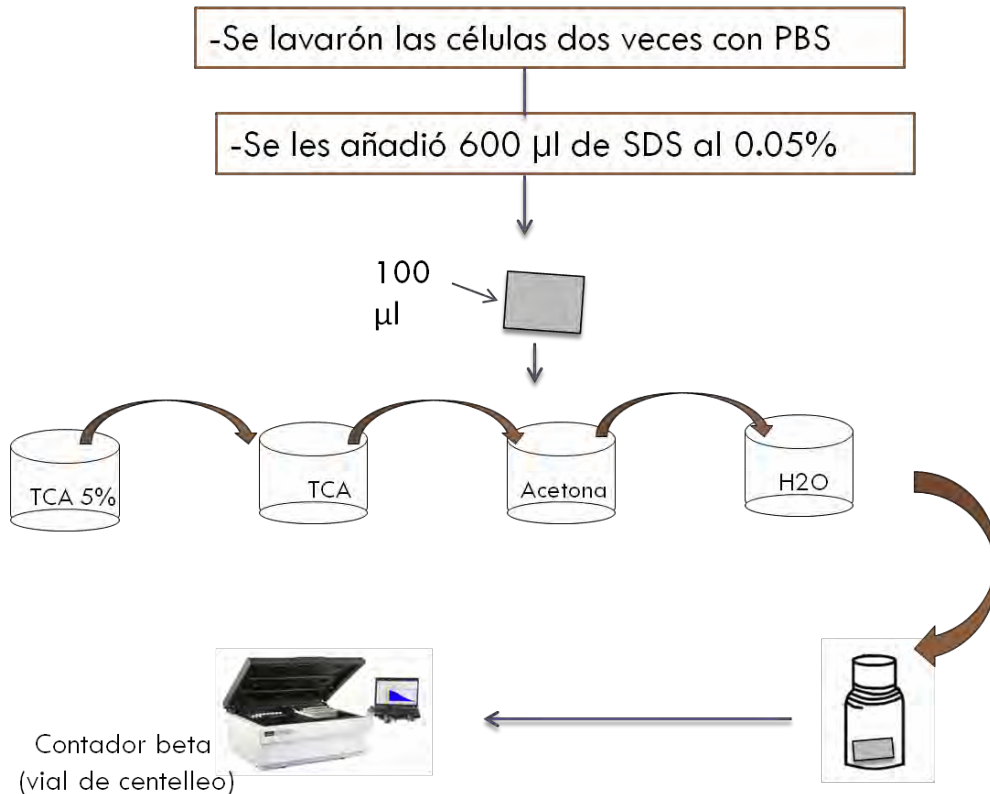 -Se lavarón las células dos veces con PBS
-Se les añadió 600 µl de SDS al 0.05%
100
µl
TCA 5%
TCA
Acetona
H2O
Contador beta
(vial de centelleo)